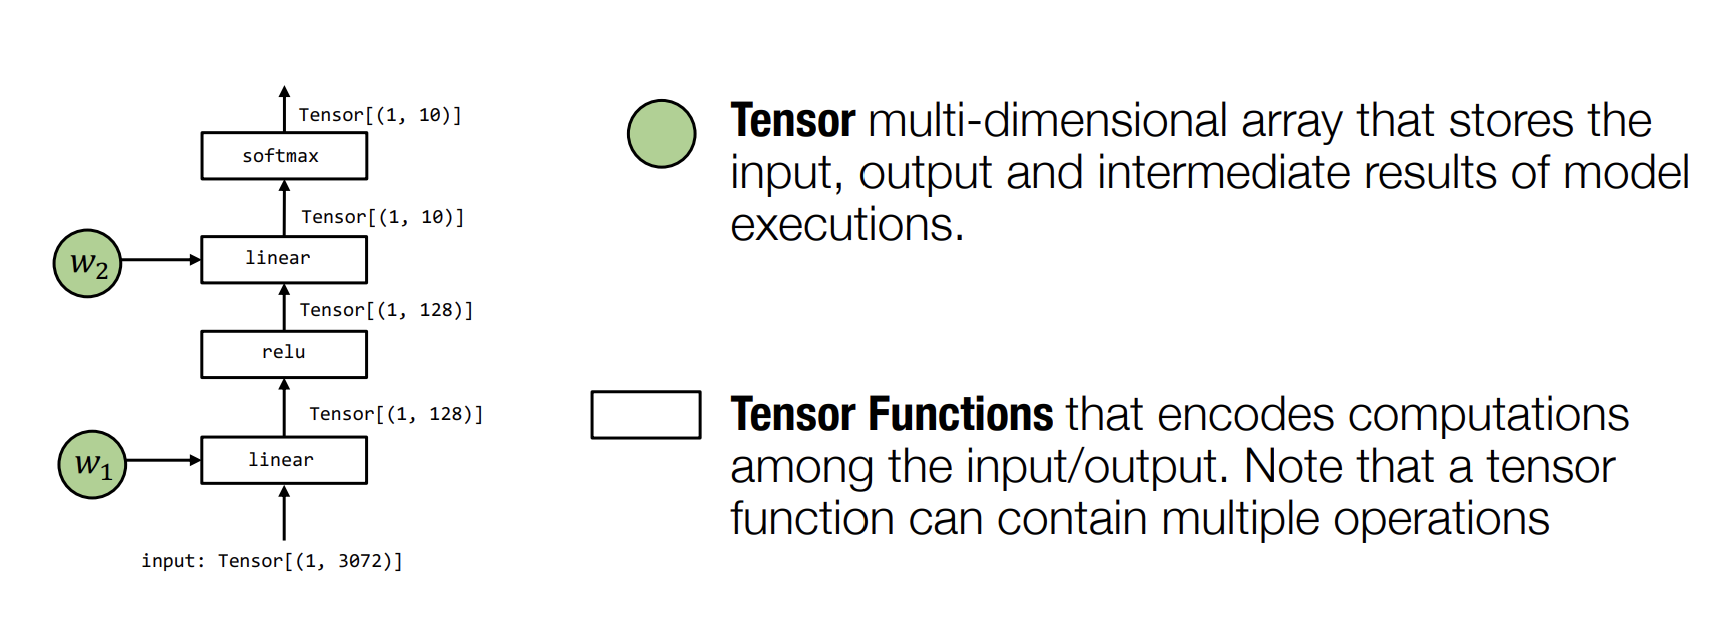 Tensor[(1, 10)]
softmax
Tensor[(1, 10)]
w₂
linear
Tensor[(1, 128)]
relu
Tensor[(1, 128)]
w₁
linear
input: Tensor[(1, 3072)]
Tensor multi-dimensional array that stores the
input, output and intermediate results of model
executions.
Tensor Functions that encodes computations
among the input/output. Note that a tensor
function can contain multiple operations